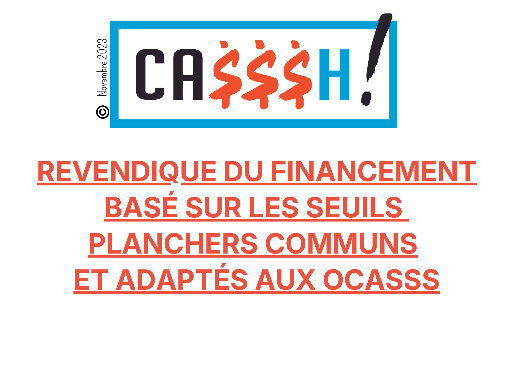 © Novembre 2023
CA$$$H!
REVENDIQUE DU FINANCEMENT
BASÉ SUR LES SEUILS
PLANCHERS COMMUNS
ET ADAPTÉS AUX OCASSS